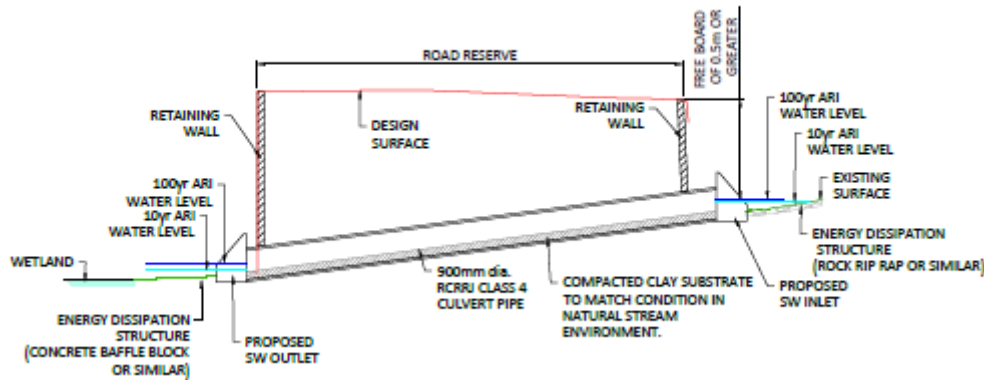 ROAD RESERVE
FREE BOARD
OF 0.5m OR
GREATER
RETAINING
WALL
DESIGN
SURFACE
RETAINING
WALL
100yr ARI
WATER LEVEL
10yr ARI
WATER LEVEL
EXISTING
SURFACE
100yr ARI
WATER LEVEL
10yr ARI
WATER LEVEL
WETLAND
ENERGY DISSIPATION
STRUCTURE
(ROCK RIP RAP OR SIMILAR)
900mm dia.
RCRRJ CLASS 4
CULVERT PIPE
COMPACTED CLAY SUBSTRATE
TO MATCH CONDITION IN
NATURAL STREAM
ENVIRONMENT.
PROPOSED
SW INLET
ENERGY DISSIPATION
STRUCTURE
(CONCRETE BAFFLE BLOCK
OR SIMILAR)
PROPOSED
SW OUTLET